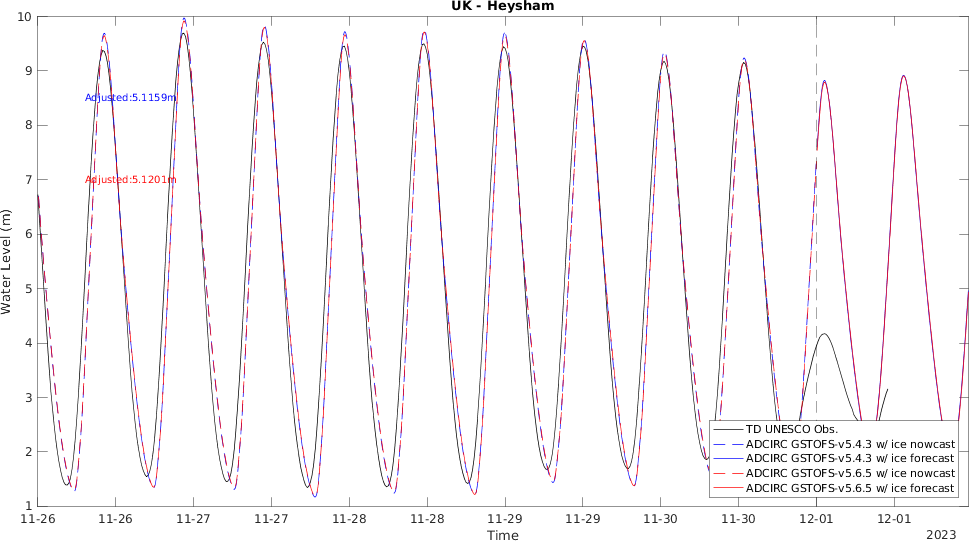 UK - Heysham
10
9
8
7
6
5
4
3
2
1
Water Level (m)
Adjusted:5.1159m
Adjusted:5.1201m
TD UNESCO Obs.
ADCIRC GSTOFS-v5.4.3 w/ ice nowcast
ADCIRC GSTOFS-v5.4.3 w/ ice forecast
ADCIRC GSTOFS-v5.6.5 w/ ice nowcast
ADCIRC GSTOFS-v5.6.5 w/ ice forecast
11-26 11-26 11-27 11-27 11-28 11-28 11-29 11-29 11-30 11-30 12-01 12-01
Time
2023